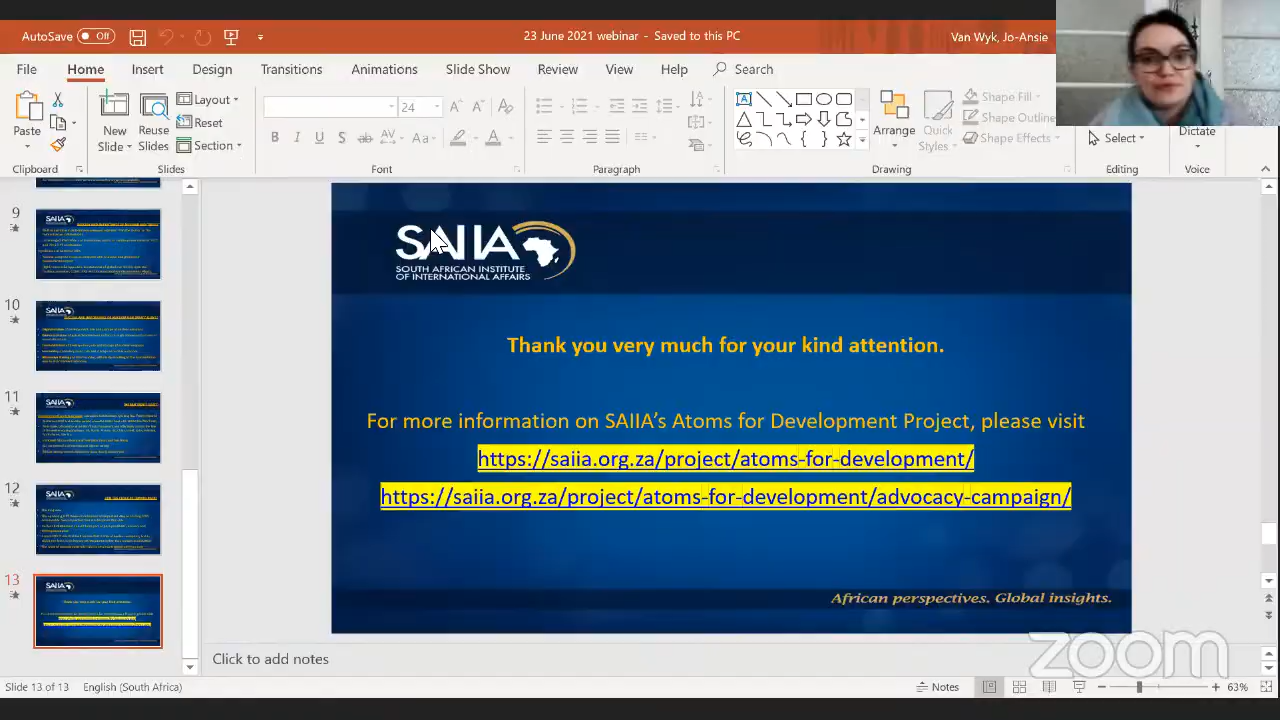 AutoSave Off
23 June 2021 webinar - Saved to this PC
Van Wyk, Jo-Ansie
File Home Insert Design Transitions Animations Slide Show Review View Help Search
Paste
New Slide
Reuse Slides
Layout
Reset
Section
24
Arrange
Quick Styles
Shape Fill
Shape Outline
Shape Effects
Select
Dictate
Clipboard Slides Font Paragraph Drawing Editing Voice
9
10
11
12
13
SAIIA
SOUTH AFRICAN INSTITUTE
OF INTERNATIONAL AFFAIRS
Thank you very much for your kind attention.
For more information on SAIIA's Atoms for Development Project, please visit
https://saiia.org.za/project/atoms-for-development/
https://saiia.org.za/project/atoms-for-development/advocacy-campaign/
African perspectives. Global insights.
Click to add notes
zoom
Slide 13 of 13 English (South Africa) Notes 63%